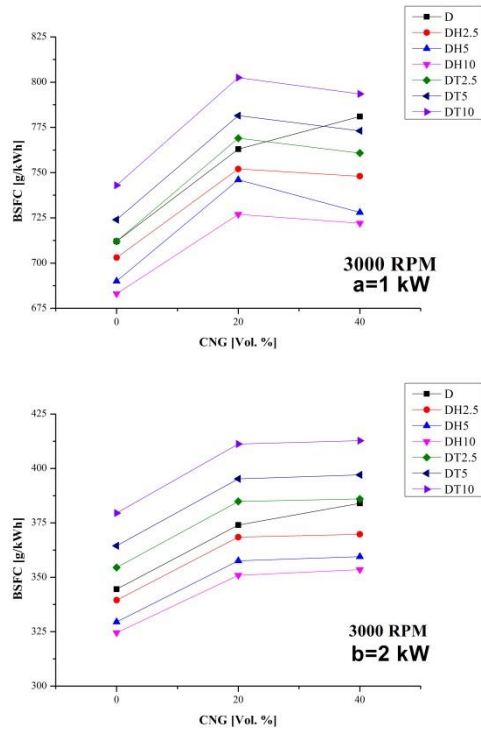 825
800
775
750
725
700
675
BSFC [g/kWh]
0
20
40
CNG [Vol. %]
3000 RPM
a=1 kW
D
DH2.5
DH5
DH10
DT2.5
DT5
DT10
425
400
375
350
325
300
BSFC [g/kWh]
0
20
40
CNG [Vol. %]
3000 RPM
b=2 kW
D
DH2.5
DH5
DH10
DT2.5
DT5
DT10